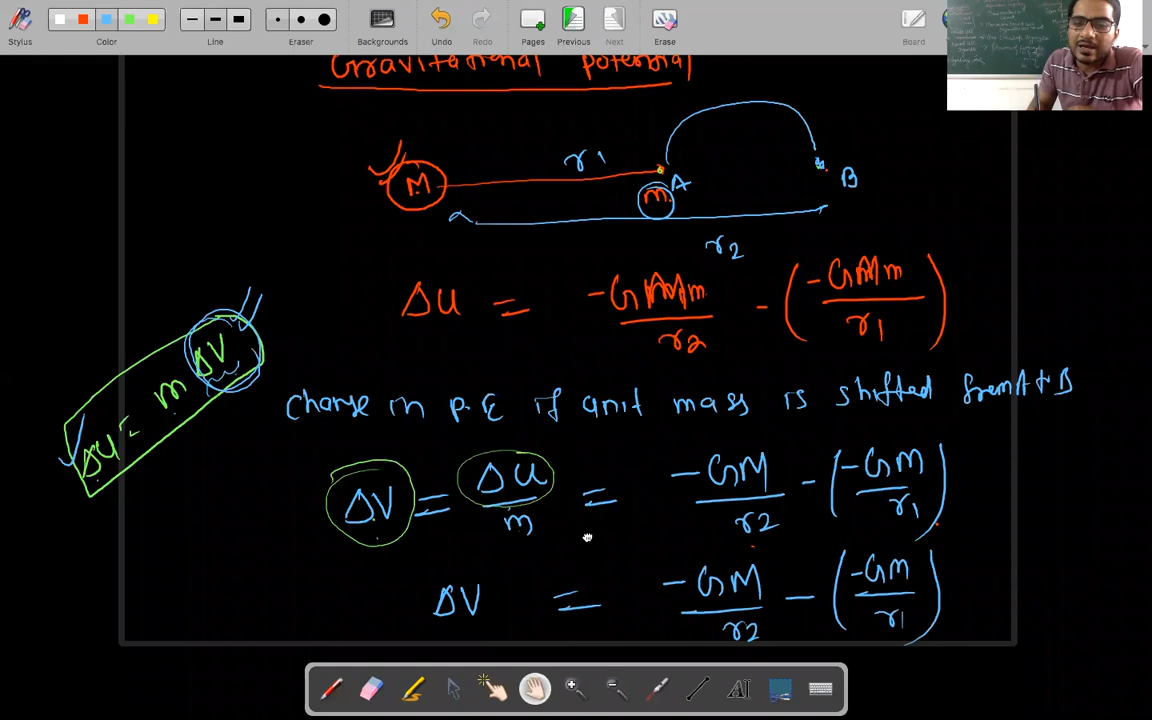 Stylus Color Line Eraser Backgrounds Undo Redo Pages Previous Next Erase Board
Gravitational potential
M r1 A B
m
r2
ΔU = -GMm/r2 - (-GMm/r1)
ΔU = m ΔV
Change in P.E if unit mass is shifted from A to B
ΔV = ΔU/m = -GM/r2 - (-GM/r1)
ΔV = -GM/r2 - (-GM/r1)